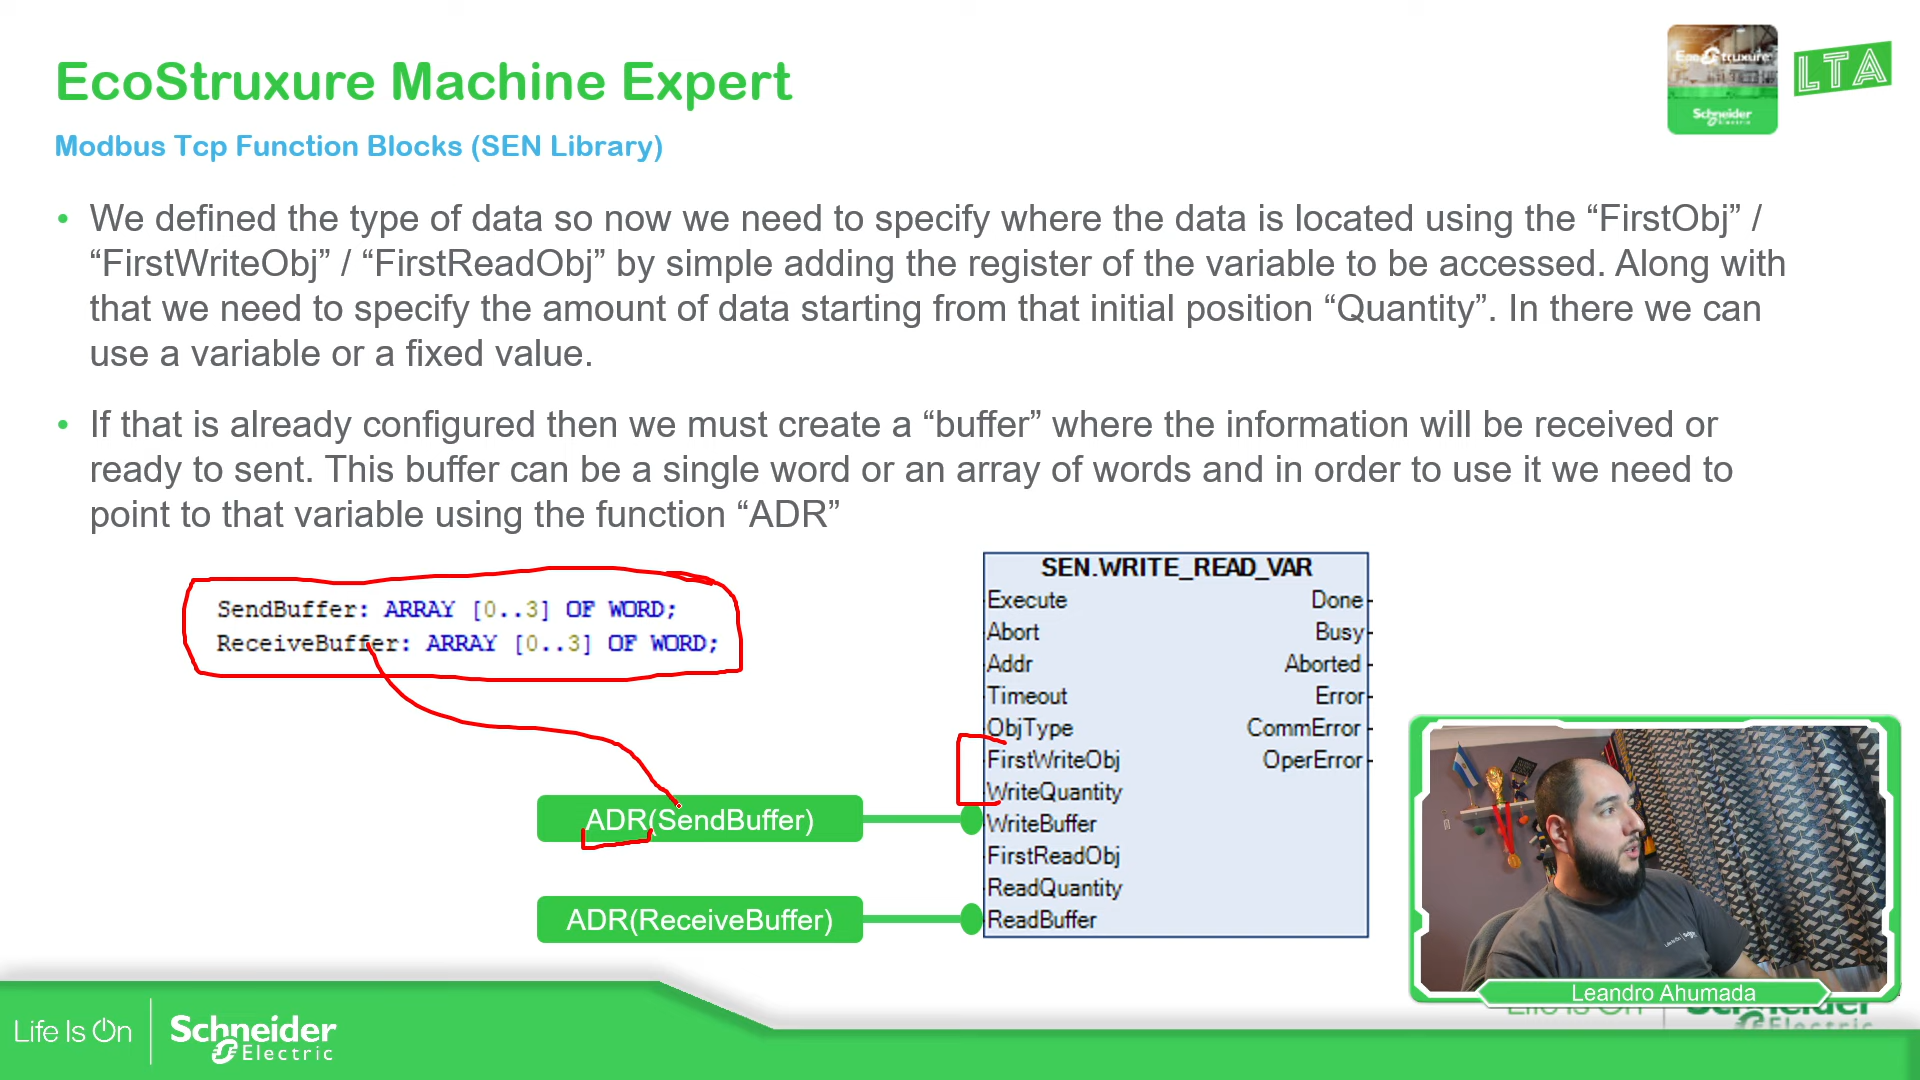 EcoStruxure Machine Expert
Modbus Tcp Function Blocks (SEN Library)
EcoStruxure
Schneider
Electric
LTA
• We defined the type of data so now we need to specify where the data is located using the “FirstObj” /
“FirstWriteObj” / “FirstReadObj” by simple adding the register of the variable to be accessed. Along with
that we need to specify the amount of data starting from that initial position “Quantity”. In there we can
use a variable or a fixed value.
• If that is already configured then we must create a “buffer” where the information will be received or
ready to sent. This buffer can be a single word or an array of words and in order to use it we need to
point to that variable using the function “ADR”
SendBuffer: ARRAY [0..3] OF WORD;
ReceiveBuffer: ARRAY [0..3] OF WORD;
ADR(SendBuffer)
ADR(ReceiveBuffer)
SEN.WRITE_READ_VAR
Execute Done
Abort Busy
Addr Aborted
Timeout Error
ObjType CommError
FirstWriteObj OperError
WriteQuantity
WriteBuffer
FirstReadObj
ReadQuantity
ReadBuffer
Leandro Ahumada
Life Is On
Schneider
Electric
Life Is On
Schneider
Electric